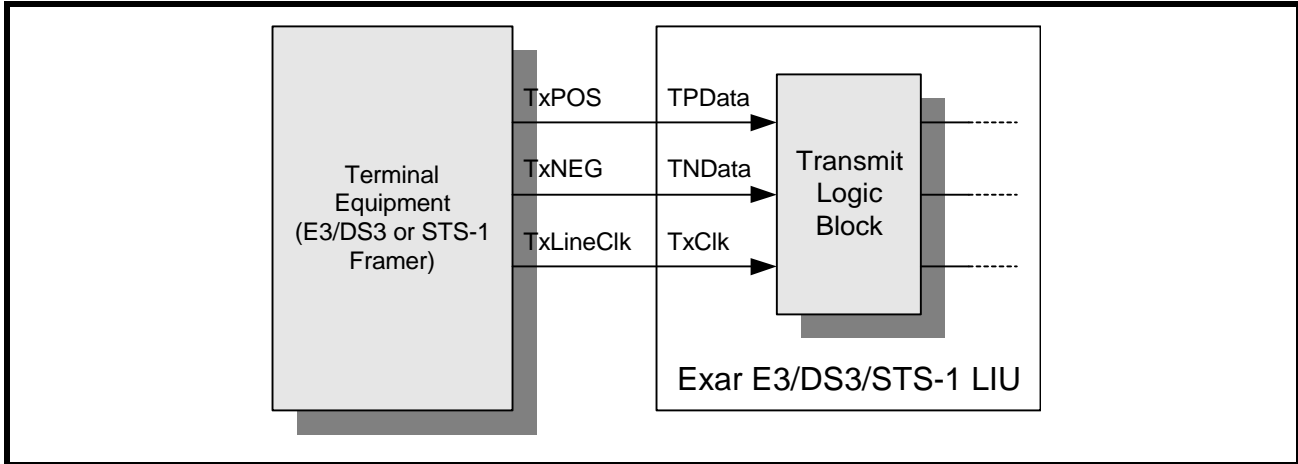 TxPOS TPData
TxNEG TNData
TxLineClk TxClk
Terminal
Equipment
(E3/DS3 or STS-1
Framer)
Transmit
Logic
Block
Exar E3/DS3/STS-1 LIU